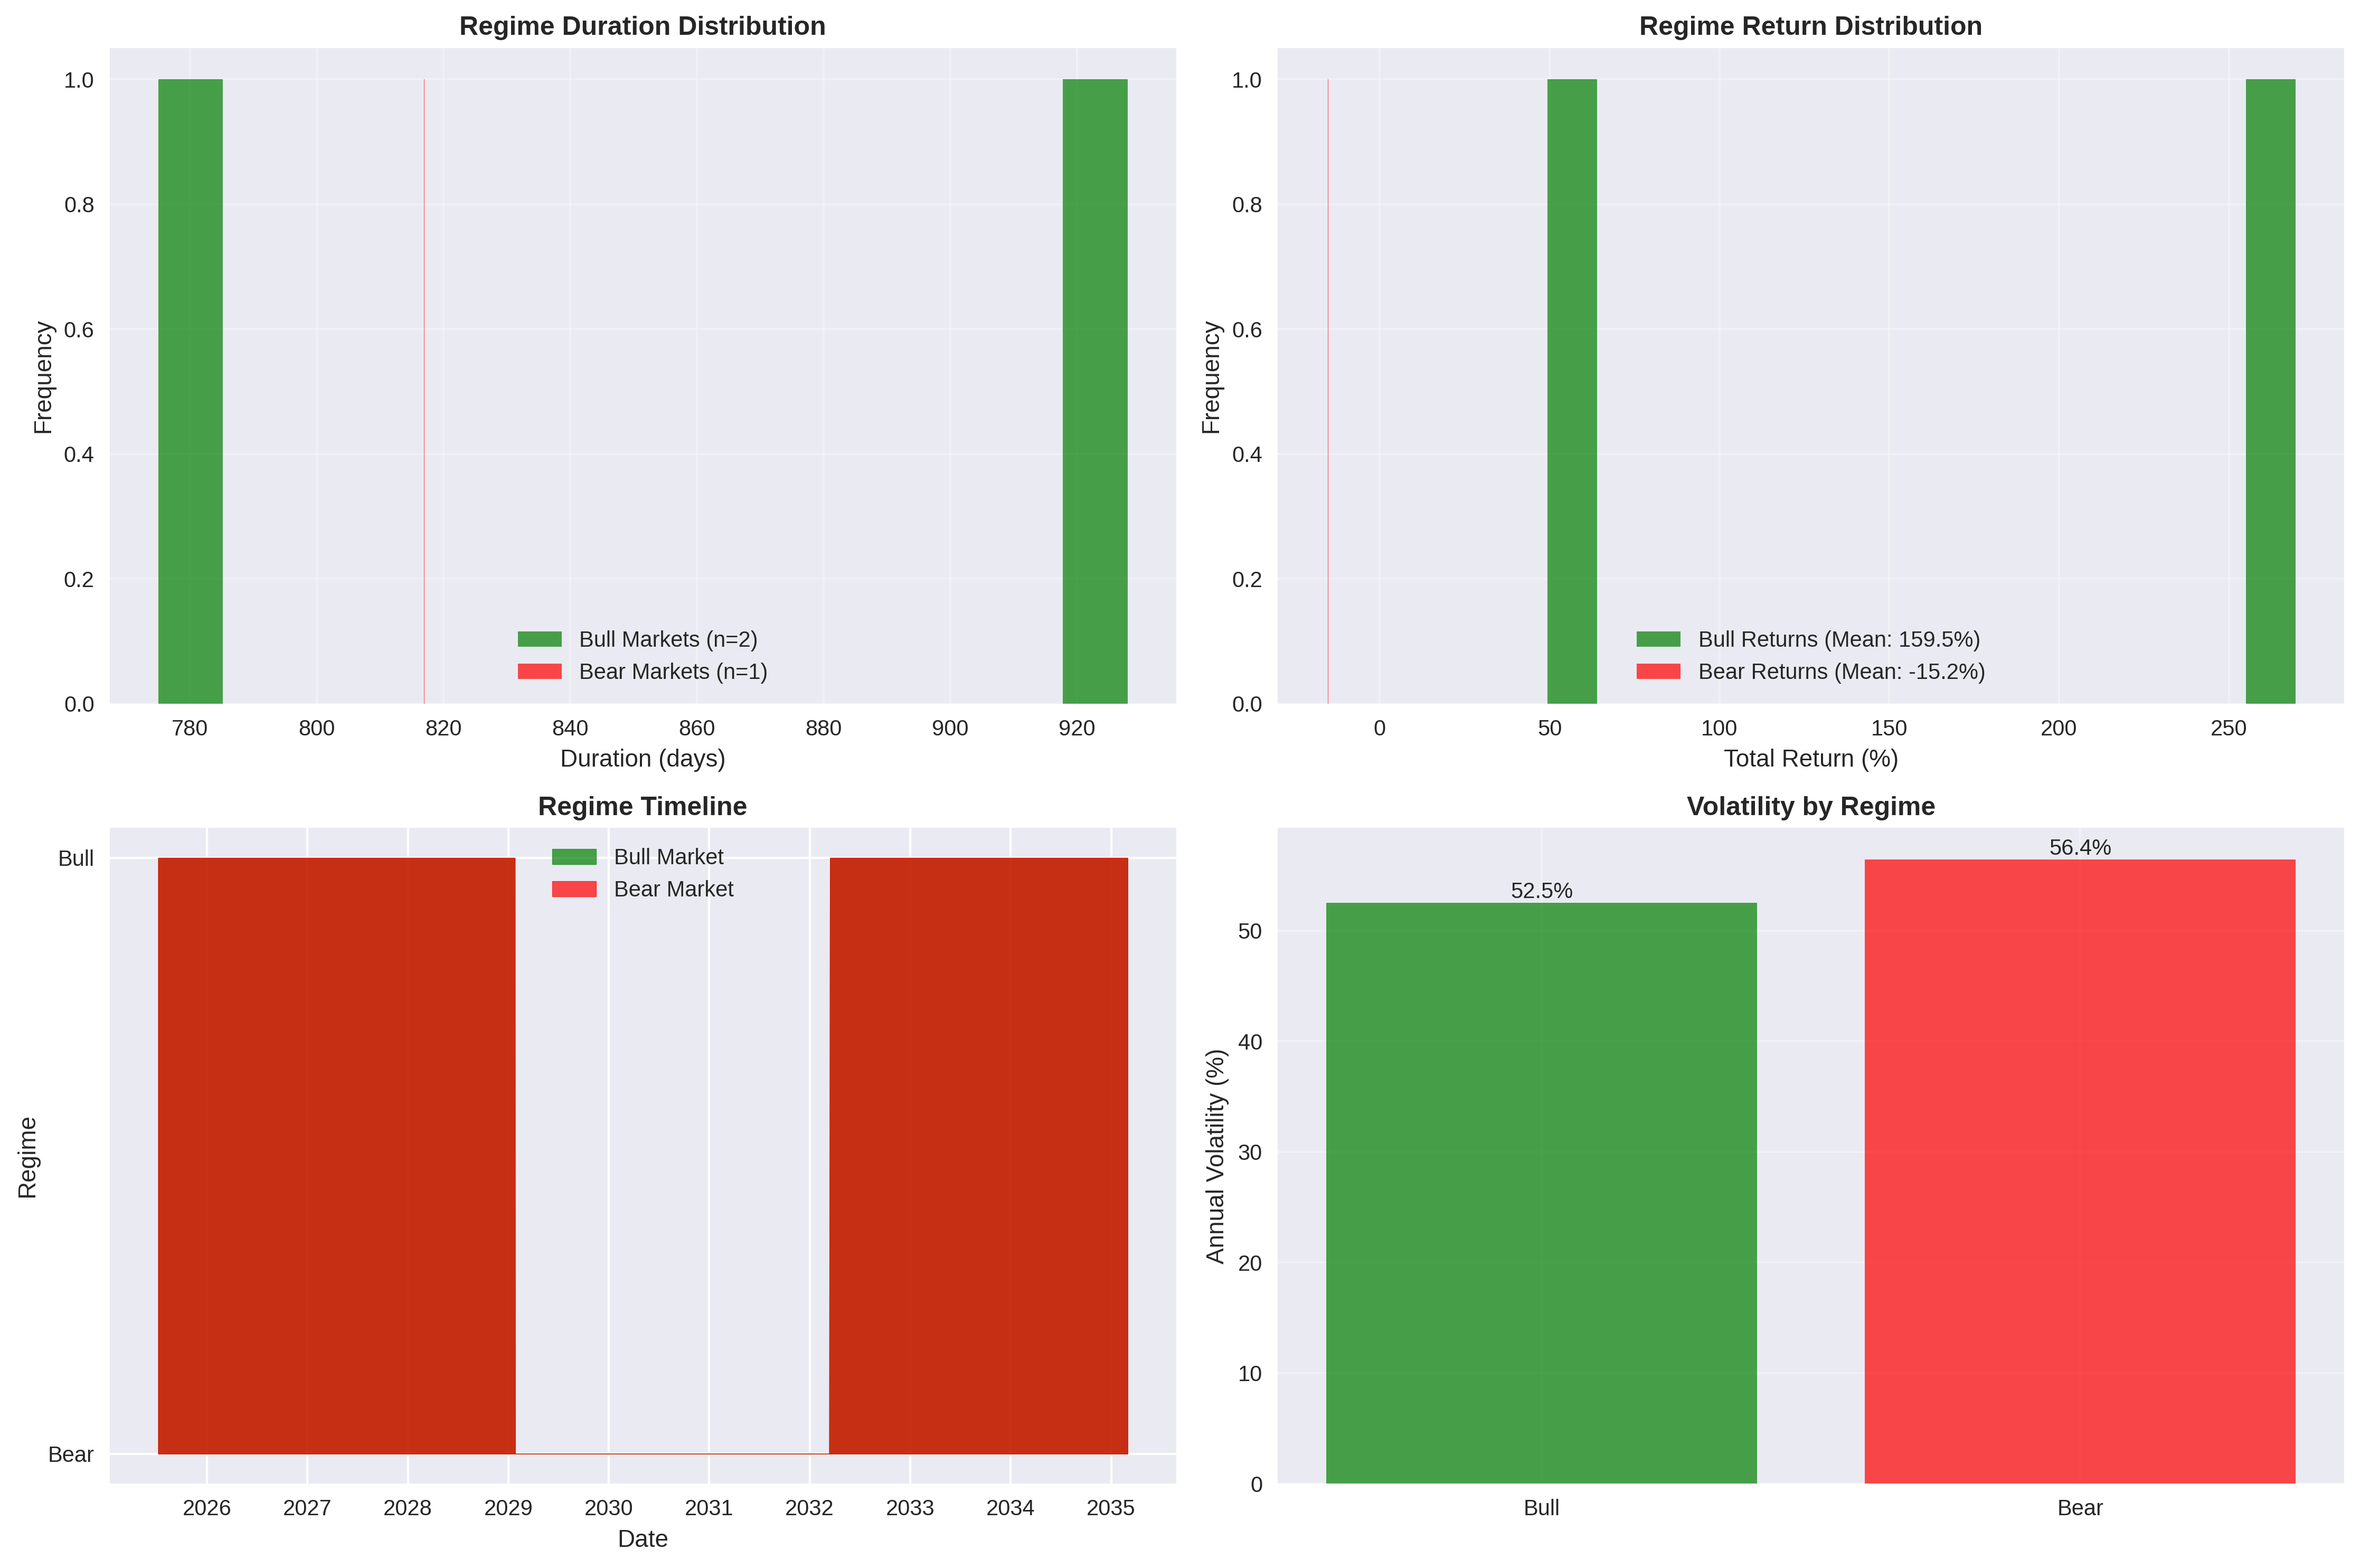 Regime Duration Distribution
1.0
0.8
0.6
0.4
0.2
0.0
Frequency
Bull Markets (n=2)
Bear Markets (n=1)
780 800 820 840 860 880 900 920
Duration (days)
Regime Return Distribution
1.0
0.8
0.6
0.4
0.2
0.0
Frequency
Bull Returns (Mean: 159.5%)
Bear Returns (Mean: -15.2%)
0 50 100 150 200 250
Total Return (%)
Regime Timeline
Bull
Bear
Regime
Bull Market
Bear Market
2026 2027 2028 2029 2030 2031 2032 2033 2034 2035
Date
Volatility by Regime
50
40
30
20
10
0
Annual Volatility (%)
52.5%
56.4%
Bull Bear